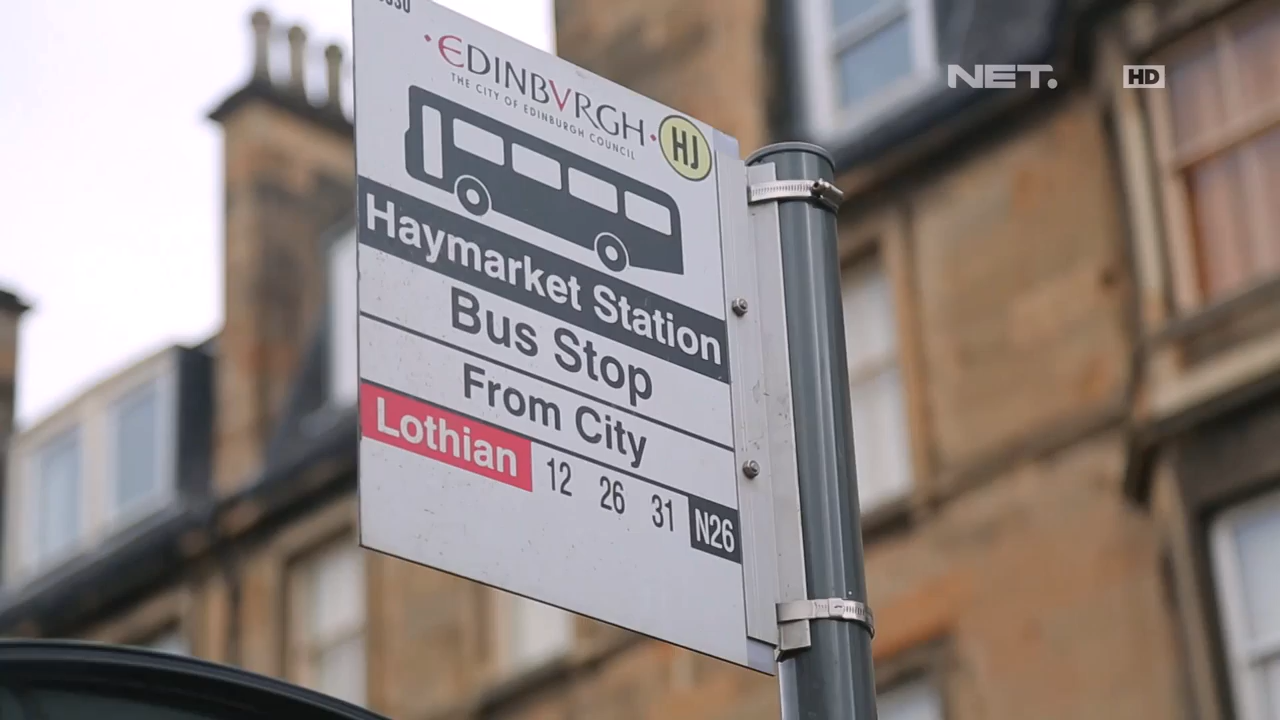 NET.
HD
EDINBVRGH
THE CITY OF EDINBURGH COUNCIL
HJ
Haymarket Station
Bus Stop
From City
Lothian 12 26 31 N26